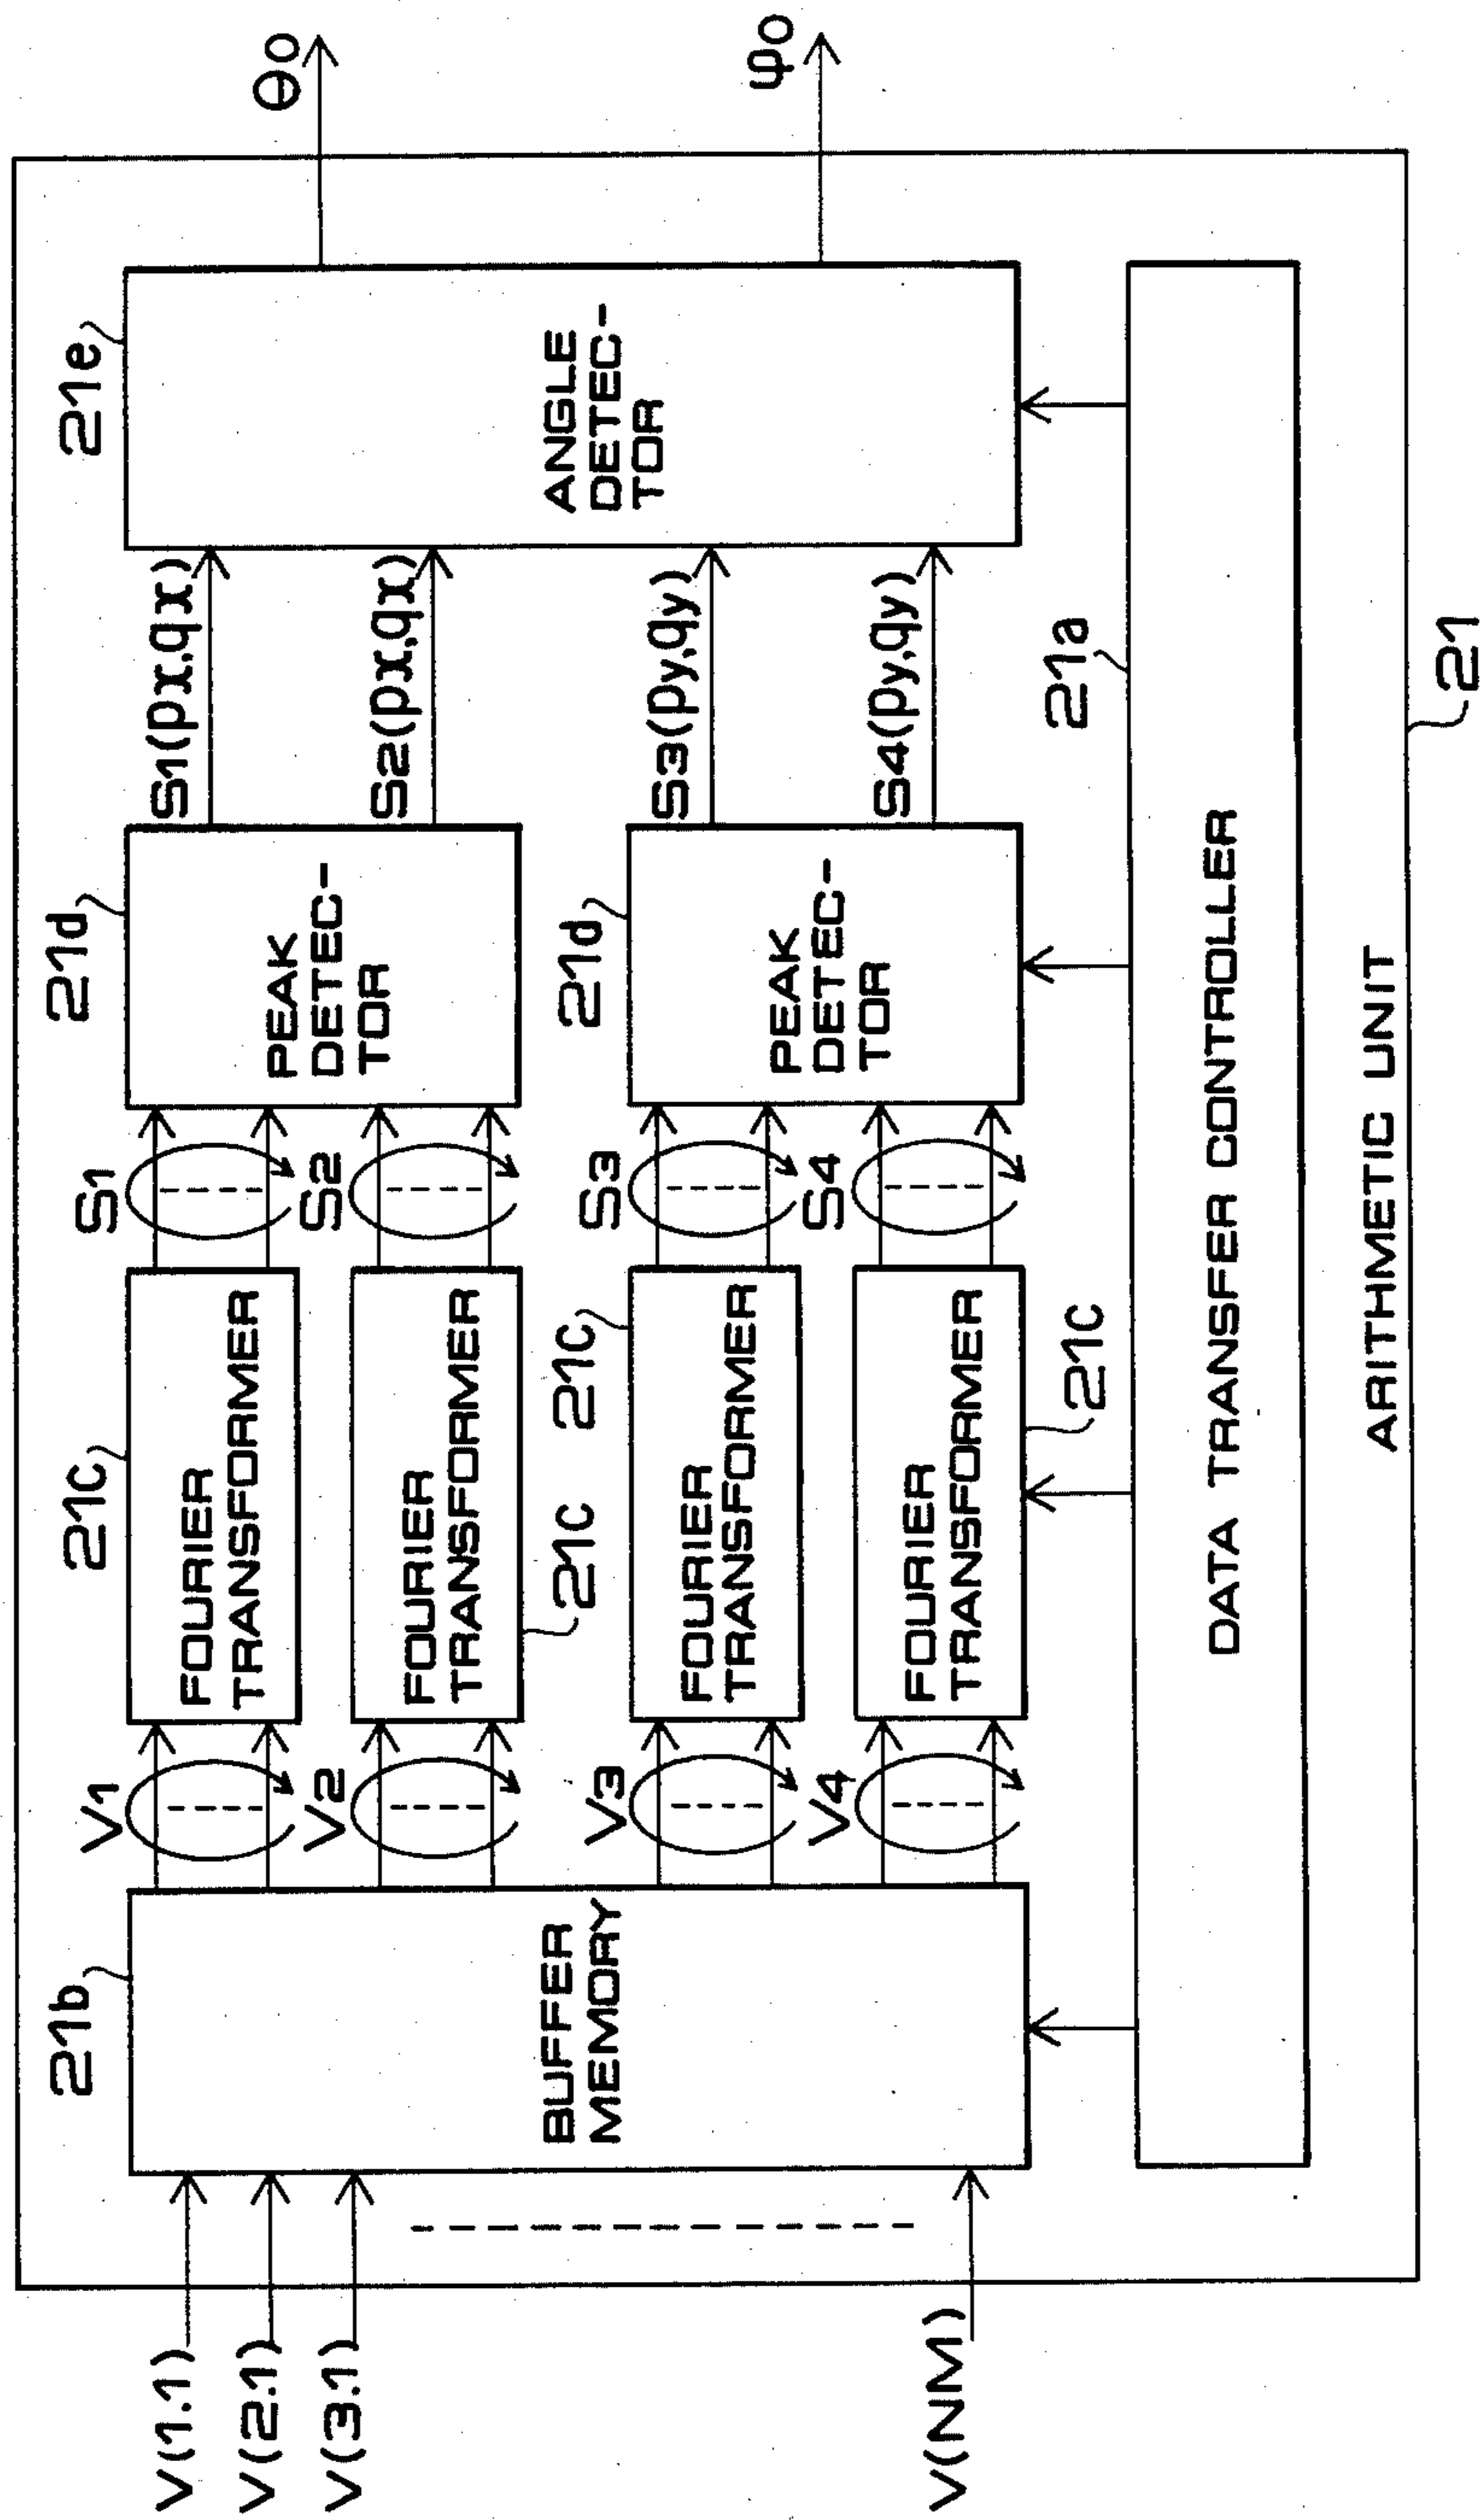 V(1.1)
V(2.1)
V(3.1)
V(NM)
21b
BUFFER
MEMORY
V1
V2
V3
V4
21c
FOURIER
TRANSFORMER
FOURIER
TRANSFORMER
21c
21c
FOURIER
TRANSFORMER
FOURIER
TRANSFORMER
21c
S1
S2
S3
S4
21d
PEAK
DETEC-
TOR
21d
PEAK
DETEC-
TOR
S1(px,qx)
S2(px,qx)
S3(py,qy)
S4(py,qy)
21e
ANGLE
DETEC-
TOR
θo
φo
21a
DATA TRANSFER CONTROLLER
ARITHMETIC UNIT
21